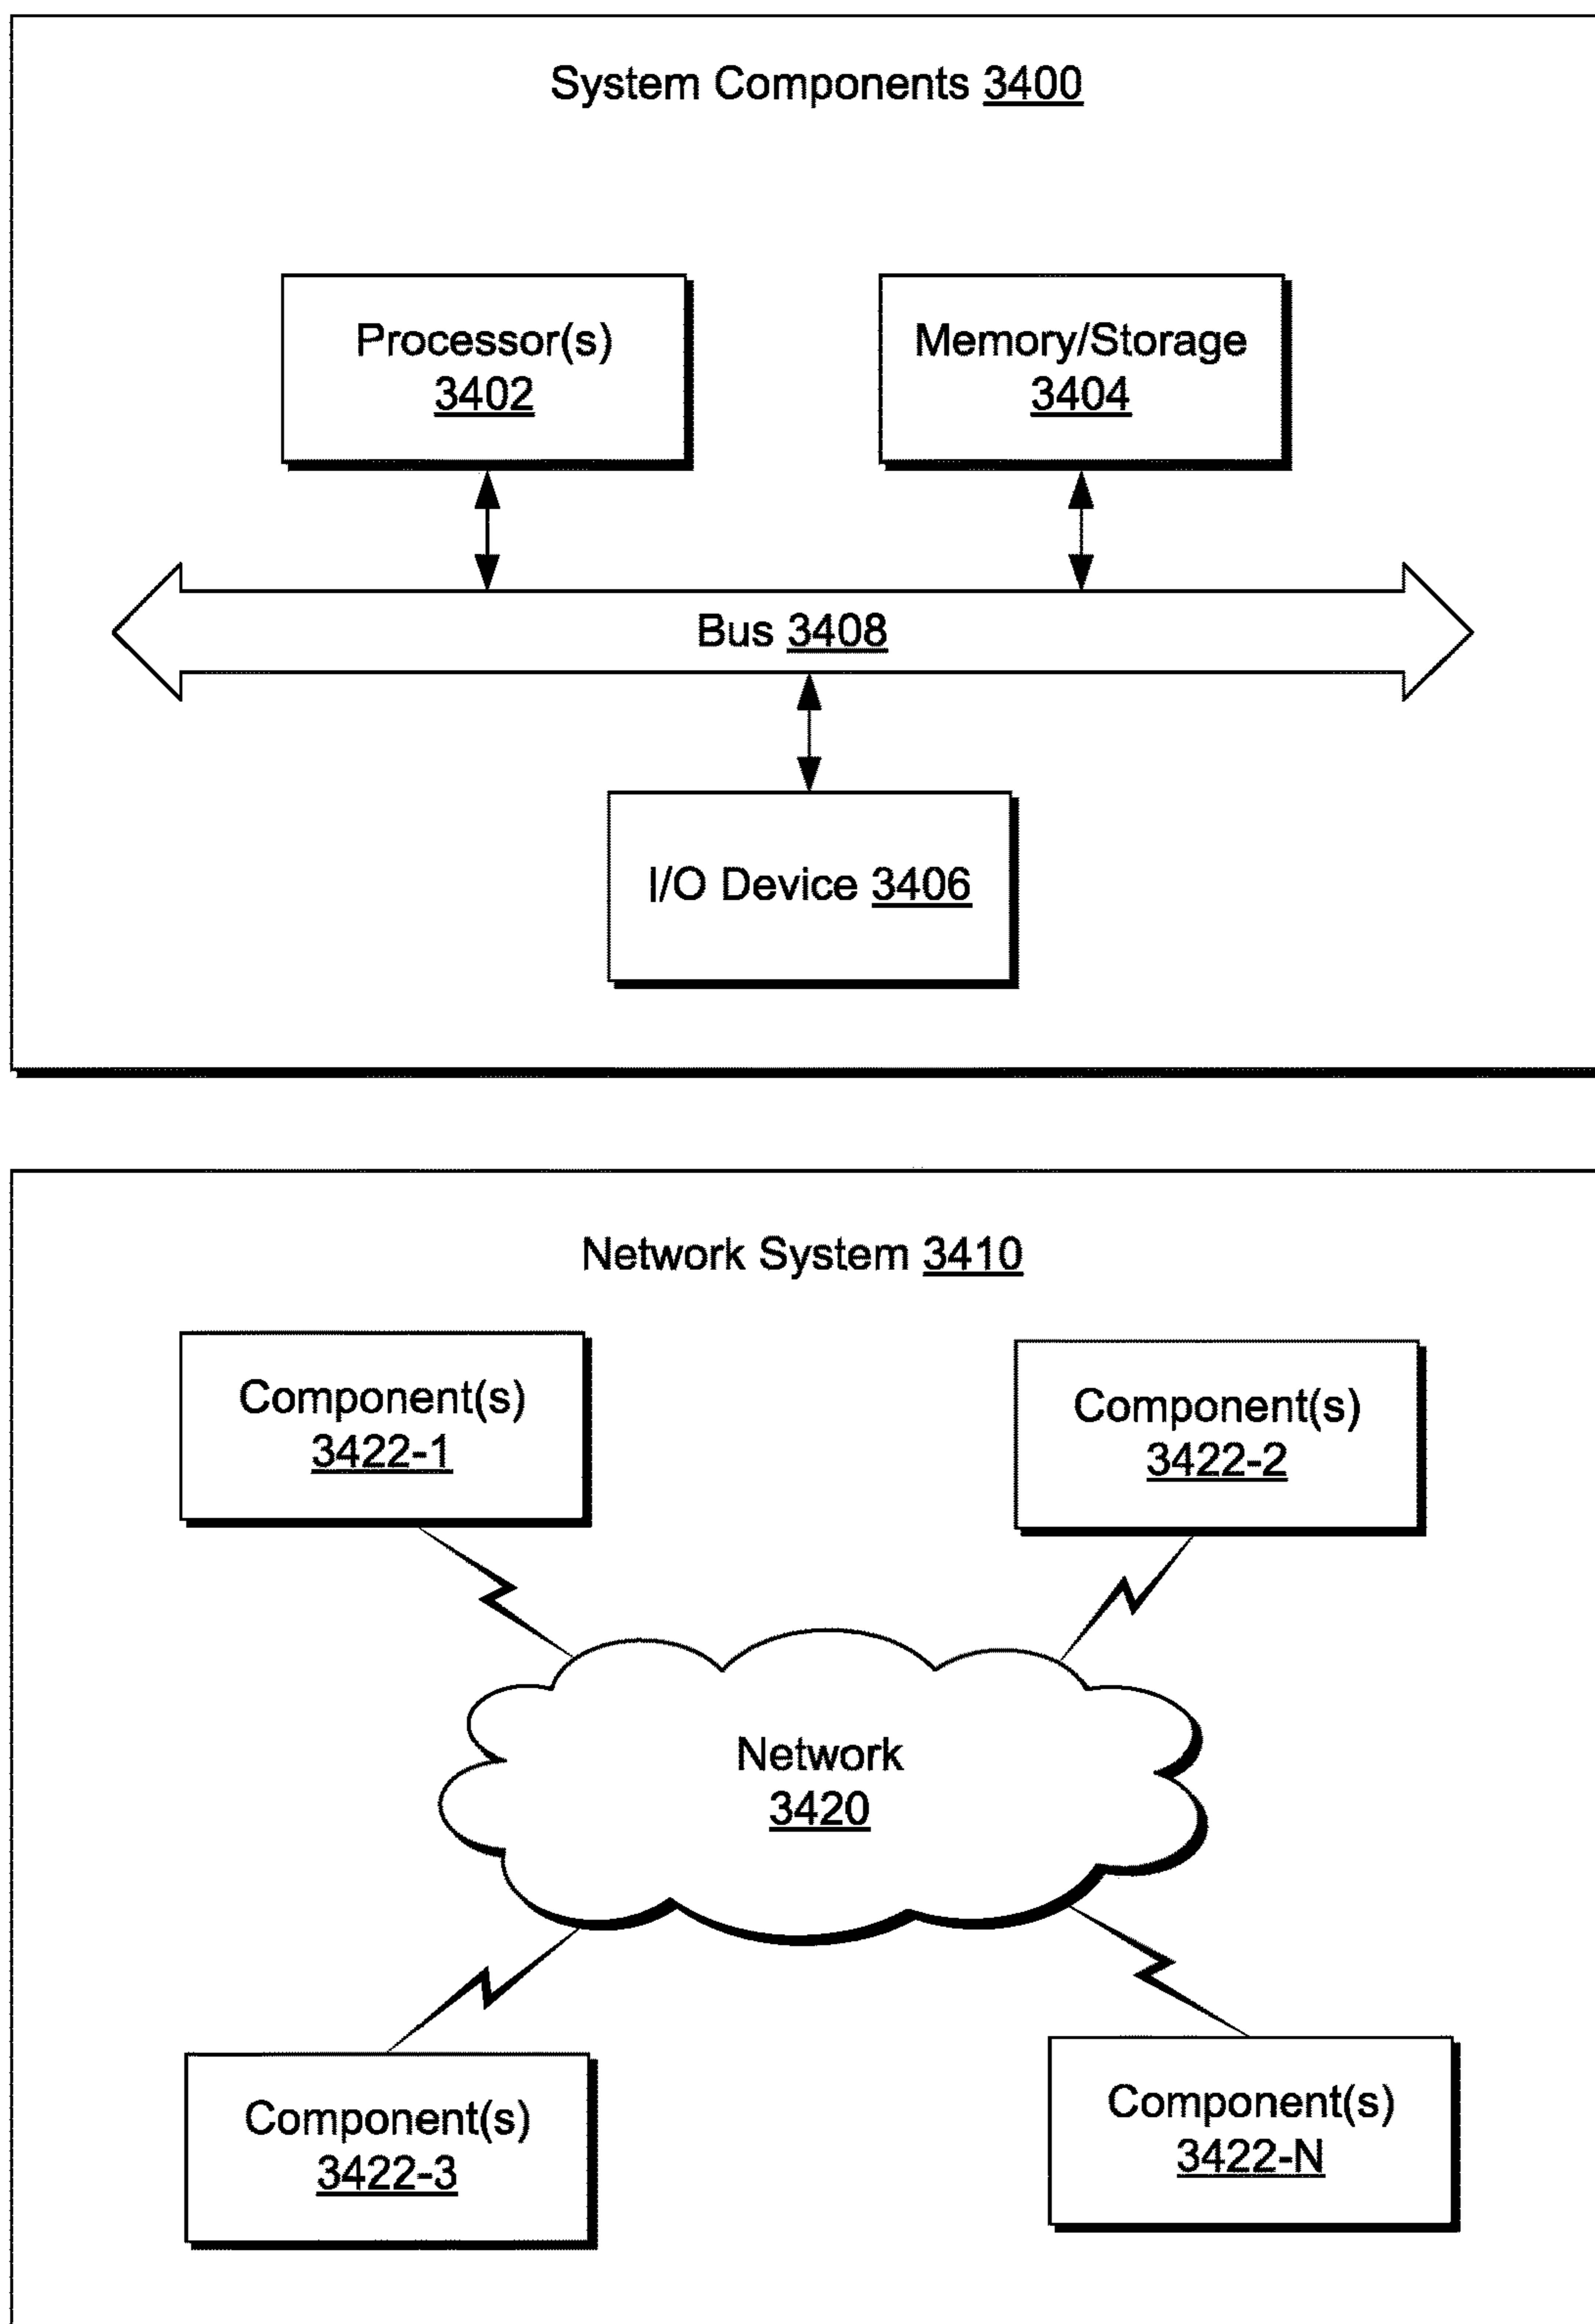 System Components 3400
Processor(s)
3402
Memory/Storage
3404
Bus 3408
I/O Device 3406
Network System 3410
Component(s)
3422-1
Component(s)
3422-2
Network
3420
Component(s)
3422-3
Component(s)
3422-N